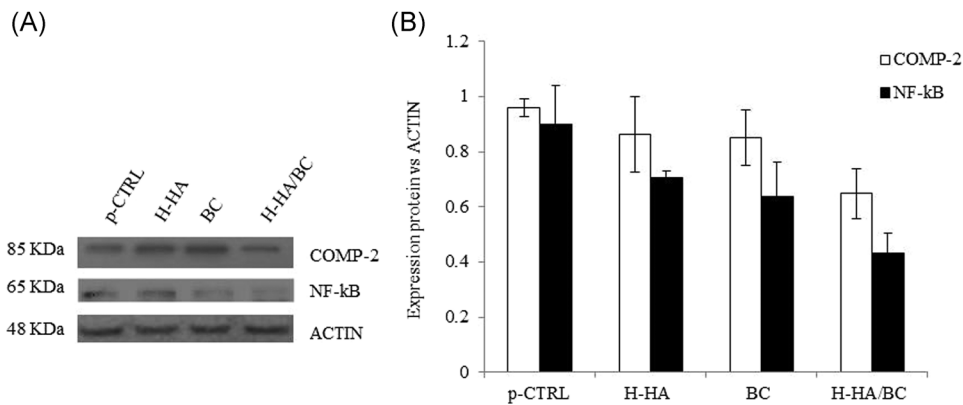 (A)
p-CTRL H-HA BC H-HA/BC
85 KDa COMP-2
65 KDa NF-kB
48 KDa ACTIN
(B)
Expression protein vs ACTIN
1.2
1
0.8
0.6
0.4
0.2
0
COMP-2
NF-kB
p-CTRL H-HA BC H-HA/BC